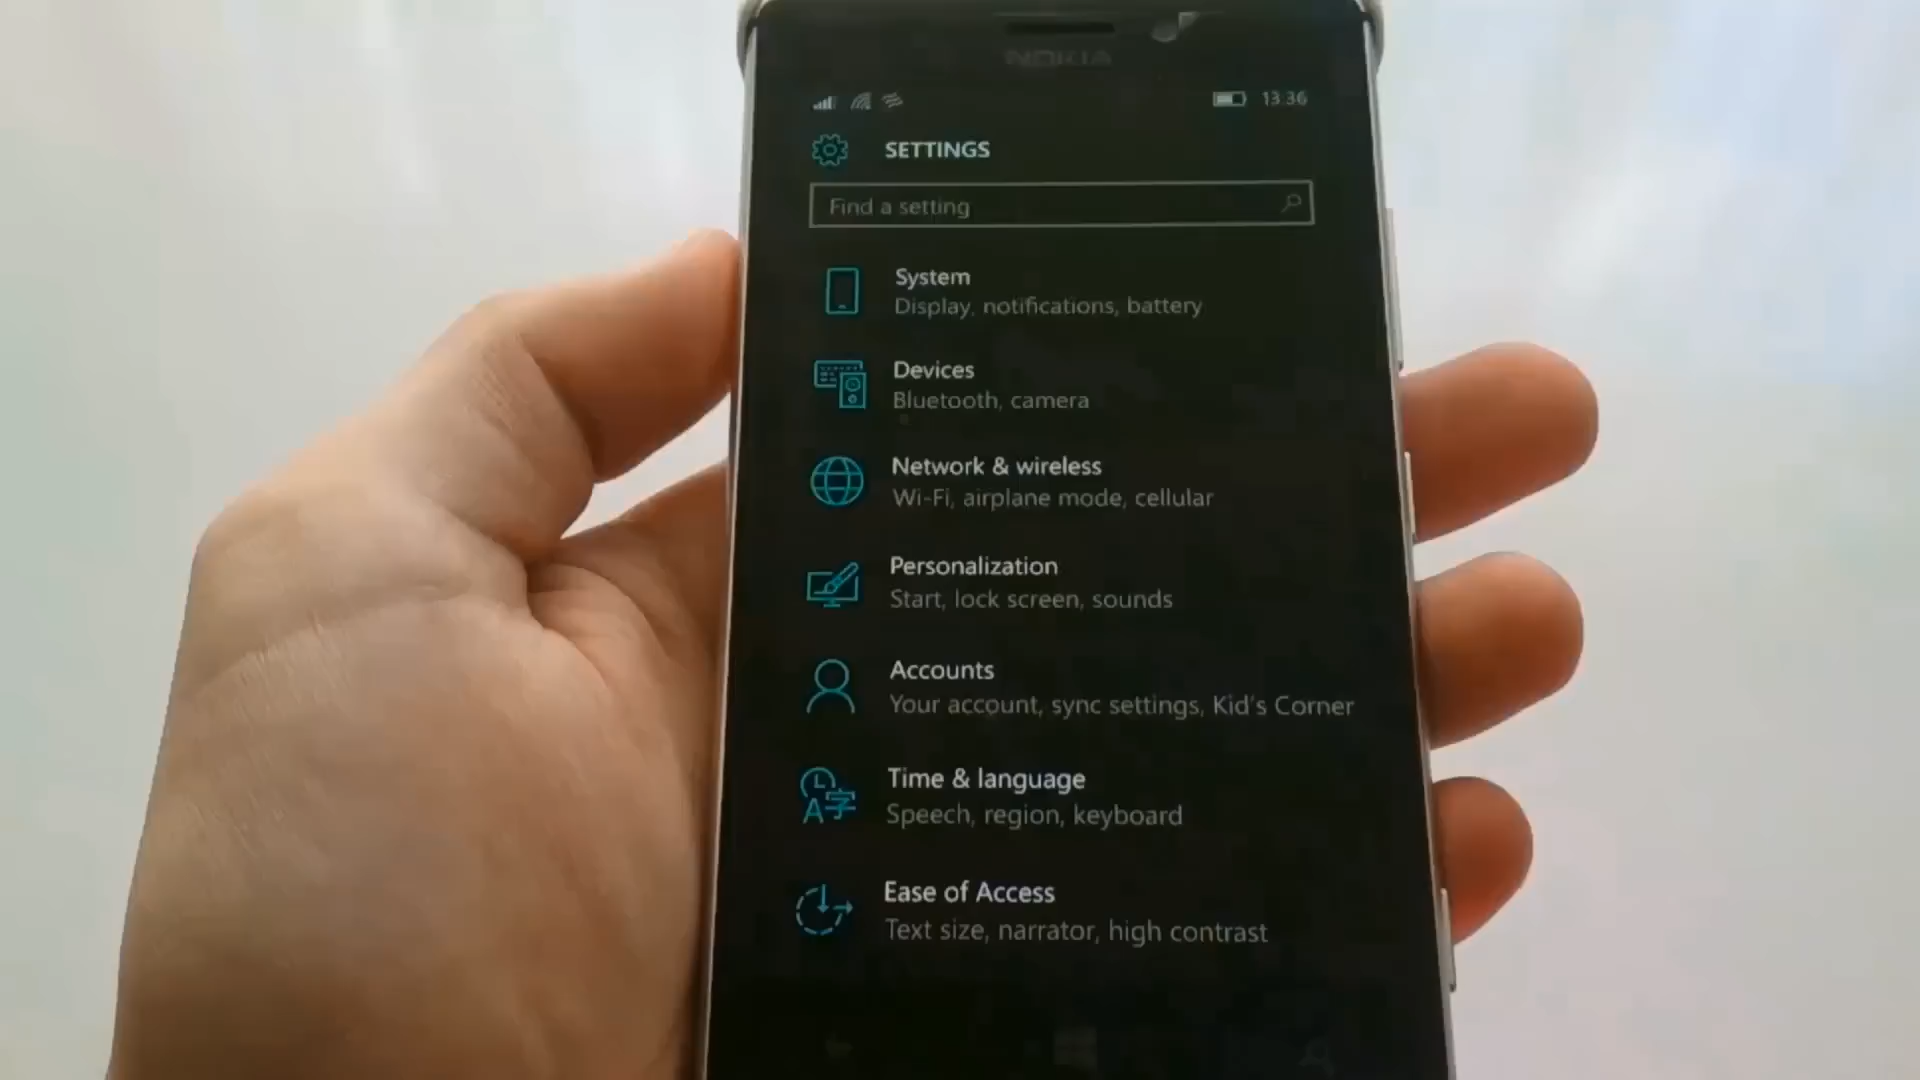 NOKIA
13:36
SETTINGS
Find a setting
System
Display, notifications, battery
Devices
Bluetooth, camera
Network & wireless
Wi-Fi, airplane mode, cellular
Personalization
Start, lock screen, sounds
Accounts
Your account, sync settings, Kid's Corner
Time & language
Speech, region, keyboard
Ease of Access
Text size, narrator, high contrast